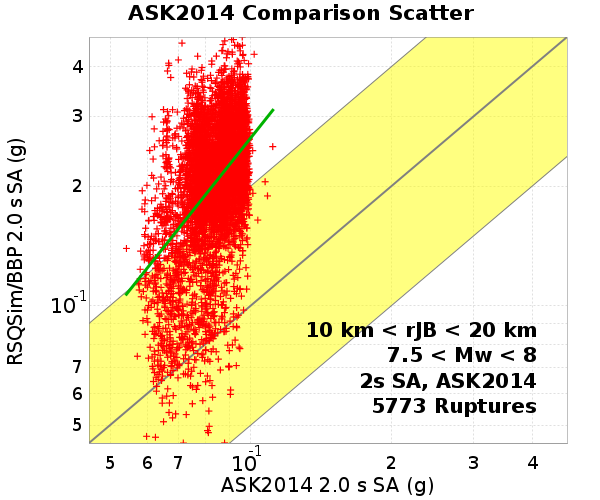 ASK2014 Comparison Scatter
RSQSim/BBP 2.0 s SA (g)
4
3
2
10-1
7
6
5
10 km < rJB < 20 km
7.5 < Mw < 8
2s SA, ASK2014
5773 Ruptures
5 6 7 10-1 2 3 4
ASK2014 2.0 s SA (g)